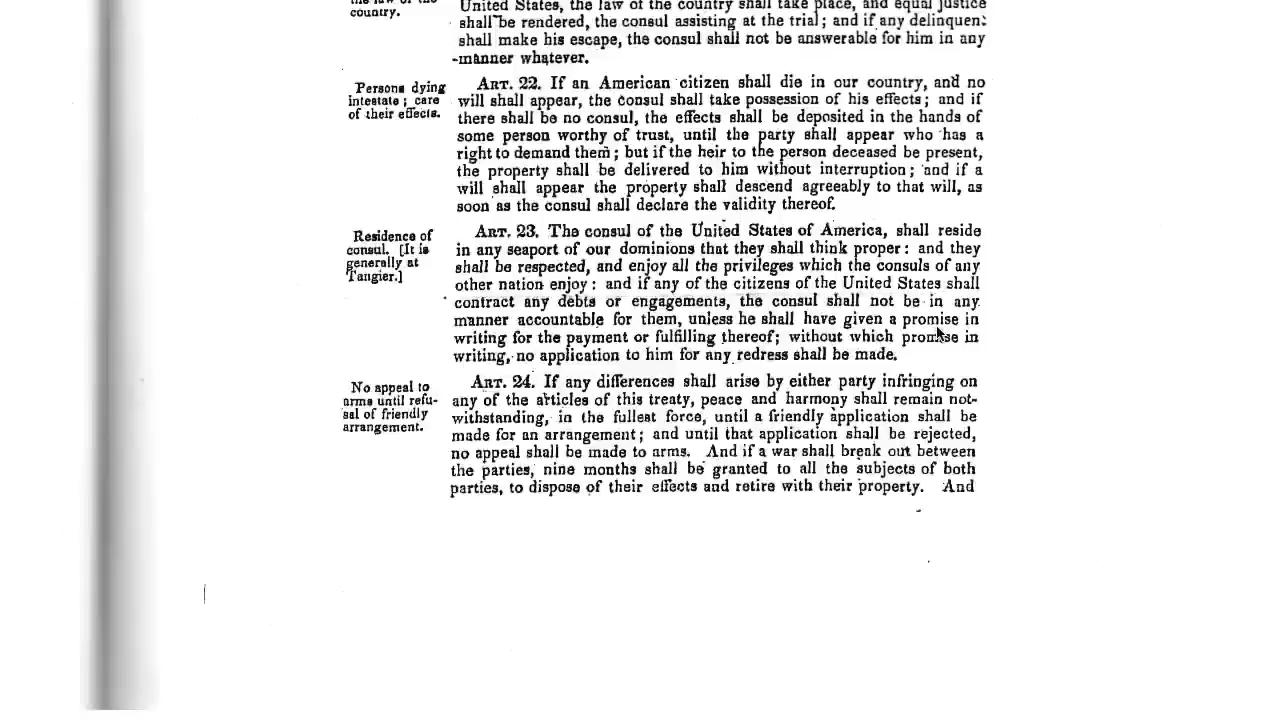 country.
United States, the law of the country shall take place, and equal justice
shall be rendered, the consul assisting at the trial; and if any delinquent
shall make his escape, the consul shall not be answerable for him in any
manner whatever.
Persons dying
intestate; care
of their effects.
ART. 22. If an American citizen shall die in our country, and no
will shall appear, the consul shall take possession of his effects; and if
there shall be no consul, the effects shall be deposited in the hands of
some person worthy of trust, until the party shall appear who has a
right to demand them; but if the heir to the person deceased be present,
the property shall be delivered to him without interruption; and if a
will shall appear the property shall descend agreeably to that will, as
soon as the consul shall declare the validity thereof.
Residence of
consul. [It is
generally at
Tangier.]
ART. 23. The consul of the United States of America, shall reside
in any seaport of our dominions that they shall think proper: and they
shall be respected, and enjoy all the privileges which the consuls of any
other nation enjoy: and if any of the citizens of the United States shall
contract any debts or engagements, the consul shall not be in any
manner accountable for them, unless he shall have given a promise in
writing for the payment or fulfilling thereof; without which promise in
writing, no application to him for any redress shall be made.
No appeal to
arms until refu-
sal of friendly
arrangement.
ART. 24. If any differences shall arise by either party infringing on
any of the articles of this treaty, peace and harmony shall remain not-
withstanding, in the fullest force, until a friendly application shall be
made for an arrangement; and until that application shall be rejected,
no appeal shall be made to arms. And if a war shall break out between
the parties, nine months shall be granted to all the subjects of both
parties, to dispose of their effects and retire with their property. And